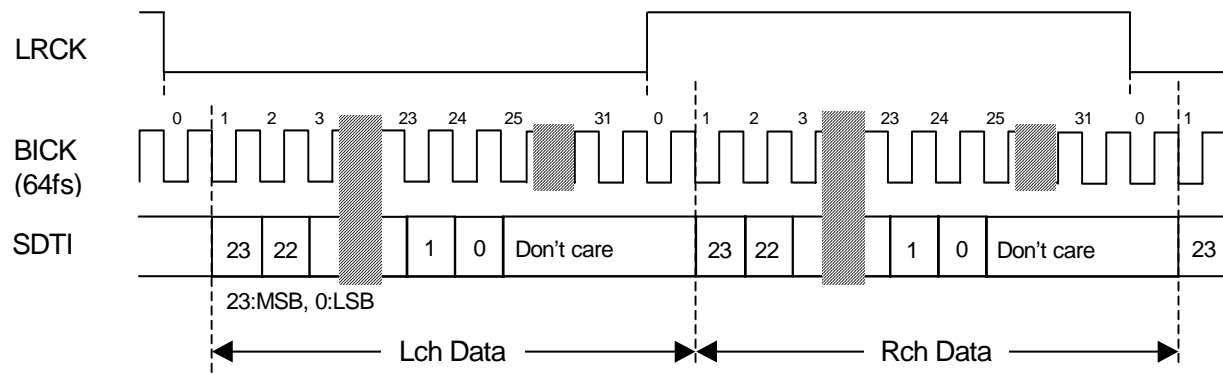 LRCK
0 1 2 3 23 24 25 31 0 1 2 3 23 24 25 31 0 1
BICK
(64fs)
SDTI
23 22 1 0 Don't care 23 22 1 0 Don't care 23
23:MSB, 0:LSB
Lch Data Rch Data